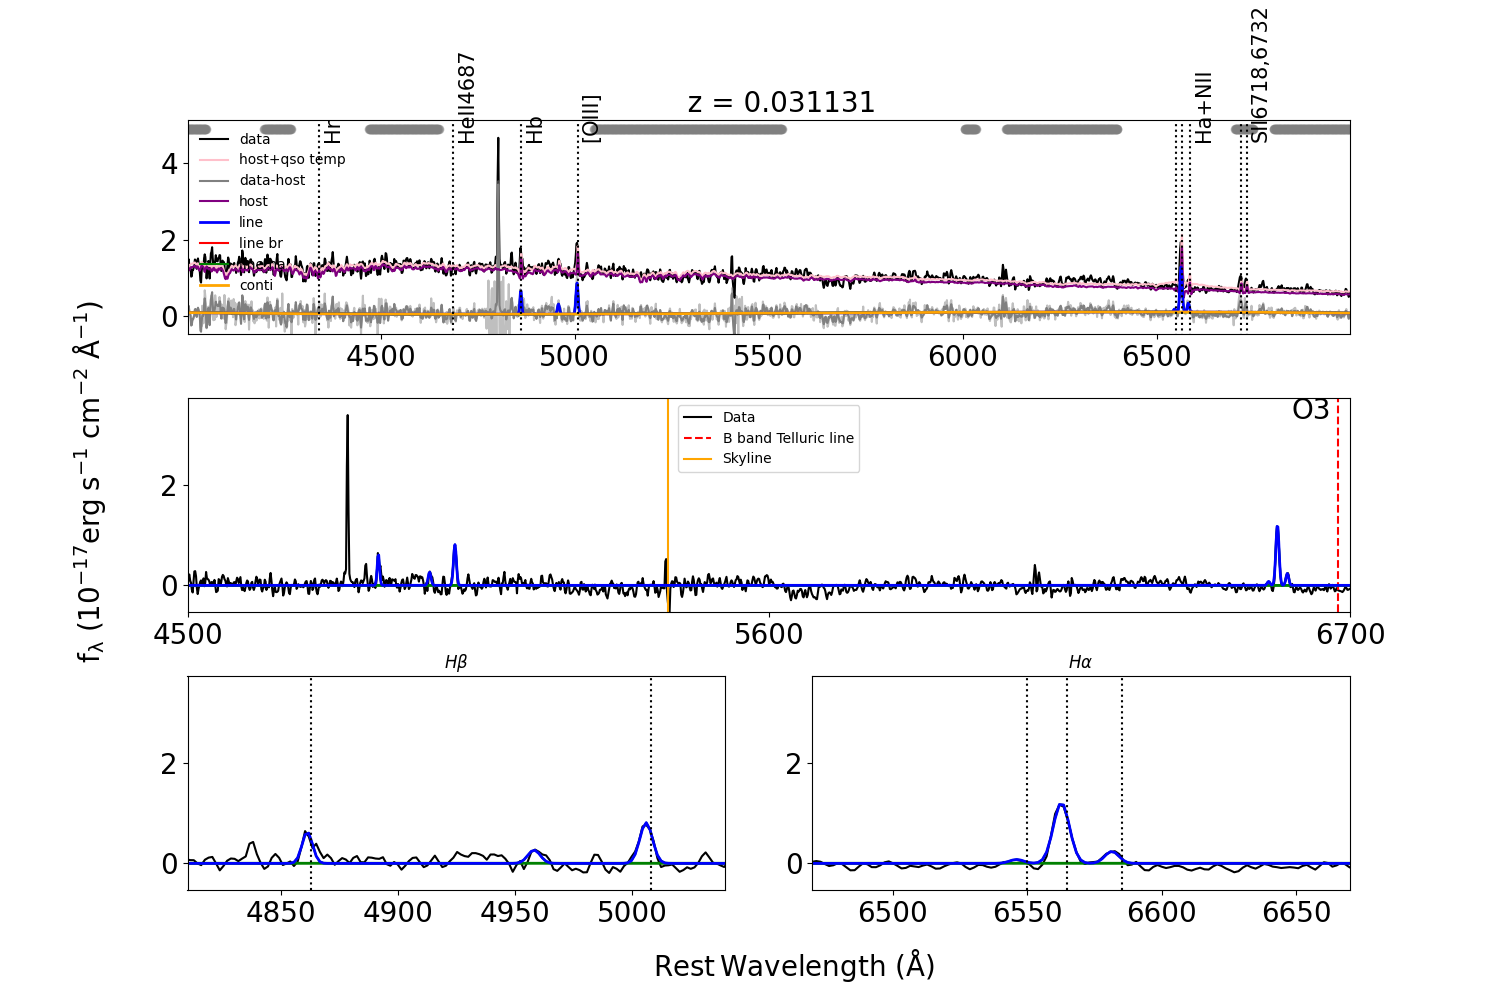 z = 0.031131
Hr
HeII4687
Hb
[OIII]
Ha+NII
SII6718,6732
data
host+qso temp
data-host
host
line
line br
conti
4
2
0
4500
5000
5500
6000
6500
Data
B band Telluric line
Skyline
O3
2
0
4500
5600
6700
fλ (10⁻¹⁷erg s⁻¹ cm⁻² Å⁻¹)
Hβ
2
0
4850
4900
4950
5000
Hα
2
0
6500
6550
6600
6650
Rest Wavelength (Å)